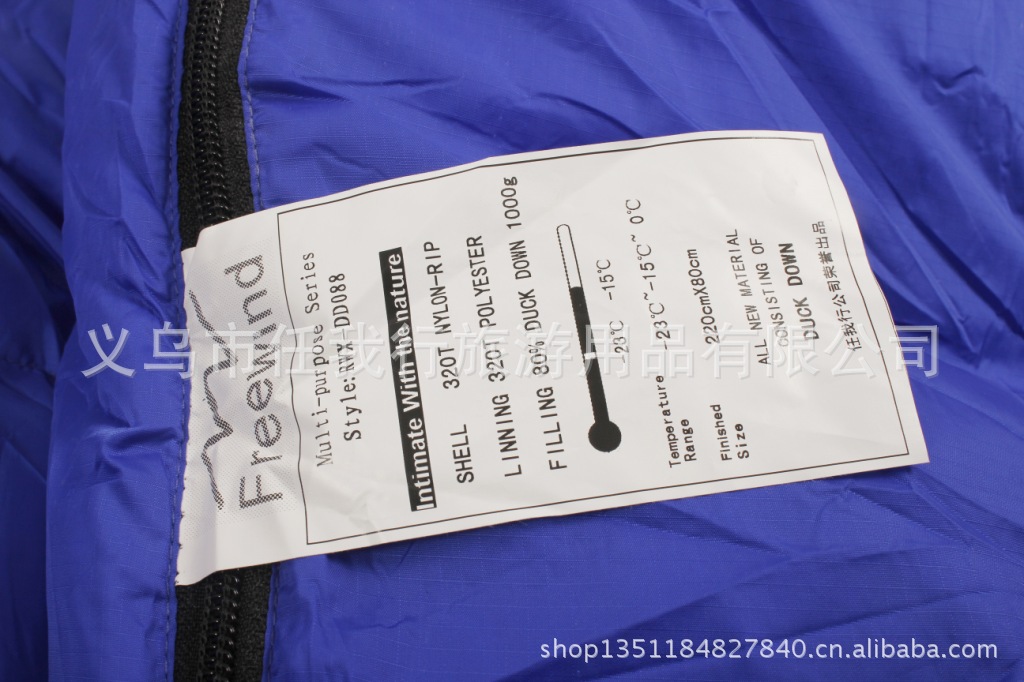 FreeWind
Multi-purpose Series
Style:RWX-DD088
Intimate With the nature
SHELL 320T NYLON-RIP
LINNING 320T POLYESTER
FILLING 80% DUCK DOWN 1000g
-23℃ -15℃
Temperature Range -23℃~-15℃~ 0℃
Finished Size 220cmX80cm
ALL NEW MATERIAL
CONSISTING OF
DUCK DOWN
任我行公司荣誉出品
义乌市任我行旅游用品有限公司
shop1351184827840.cn.alibaba.com